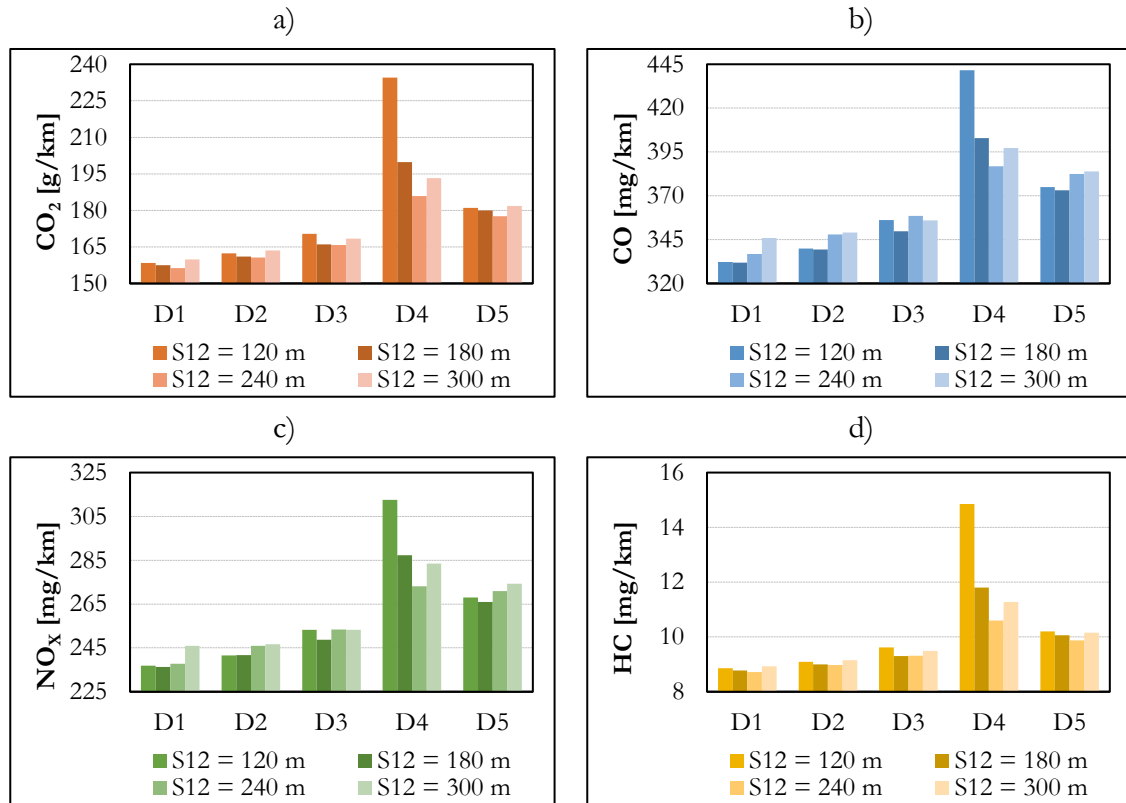 a)
CO₂ [g/km]
240
225
210
195
180
165
150
D1 D2 D3 D4 D5
S12 = 120 m S12 = 180 m
S12 = 240 m S12 = 300 m
b)
CO [mg/km]
445
420
395
370
345
320
D1 D2 D3 D4 D5
S12 = 120 m S12 = 180 m
S12 = 240 m S12 = 300 m
c)
NOX [mg/km]
325
305
285
265
245
225
D1 D2 D3 D4 D5
S12 = 120 m S12 = 180 m
S12 = 240 m S12 = 300 m
d)
HC [mg/km]
16
14
12
10
8
D1 D2 D3 D4 D5
S12 = 120 m S12 = 180 m
S12 = 240 m S12 = 300 m